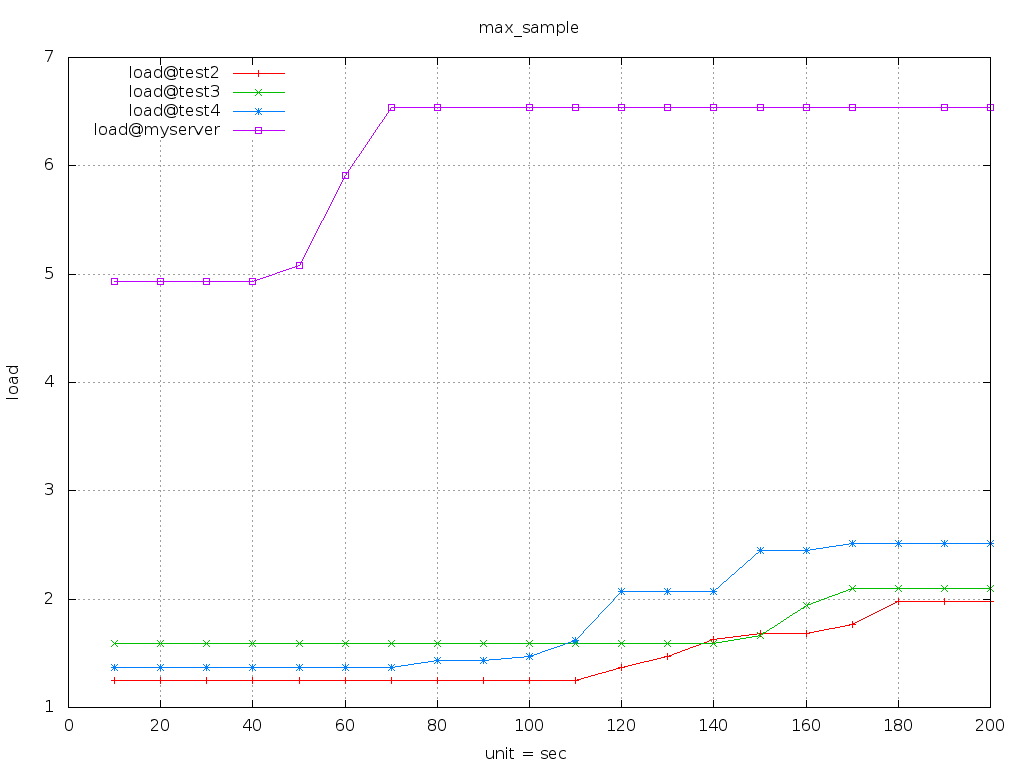 max_sample
7
load@test2
load@test3
load@test4
load@myserver
6
5
4
load
3
2
1
0 20 40 60 80 100 120 140 160 180 200
unit = sec